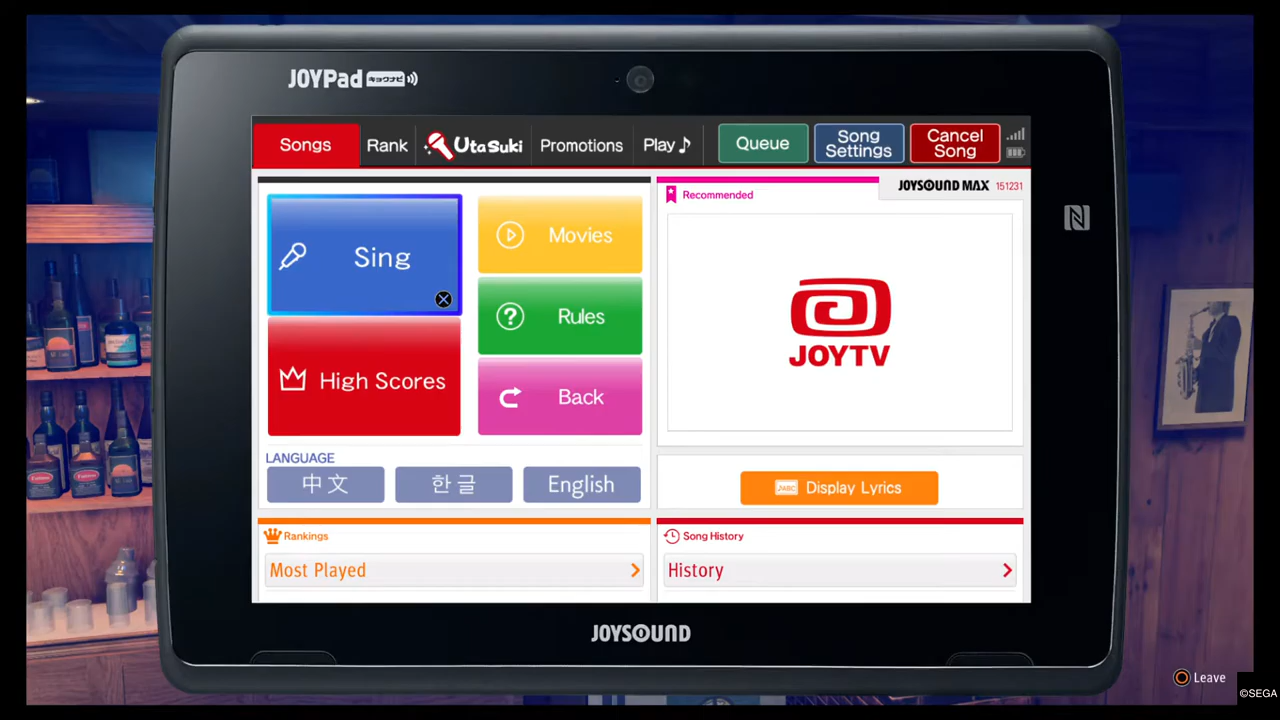 JOYPad キョクナビ
Songs
Rank
UtaSuki
Promotions
Play♪
Queue
Song
Settings
Cancel
Song
Sing
Movies
Rules
High Scores
Back
LANGUAGE
中文
한글
English
Recommended
JOYSOUND MAX 151231
JOYTV
Display Lyrics
Rankings
Most Played
Song History
History
JOYSOUND
Leave
©SEGA